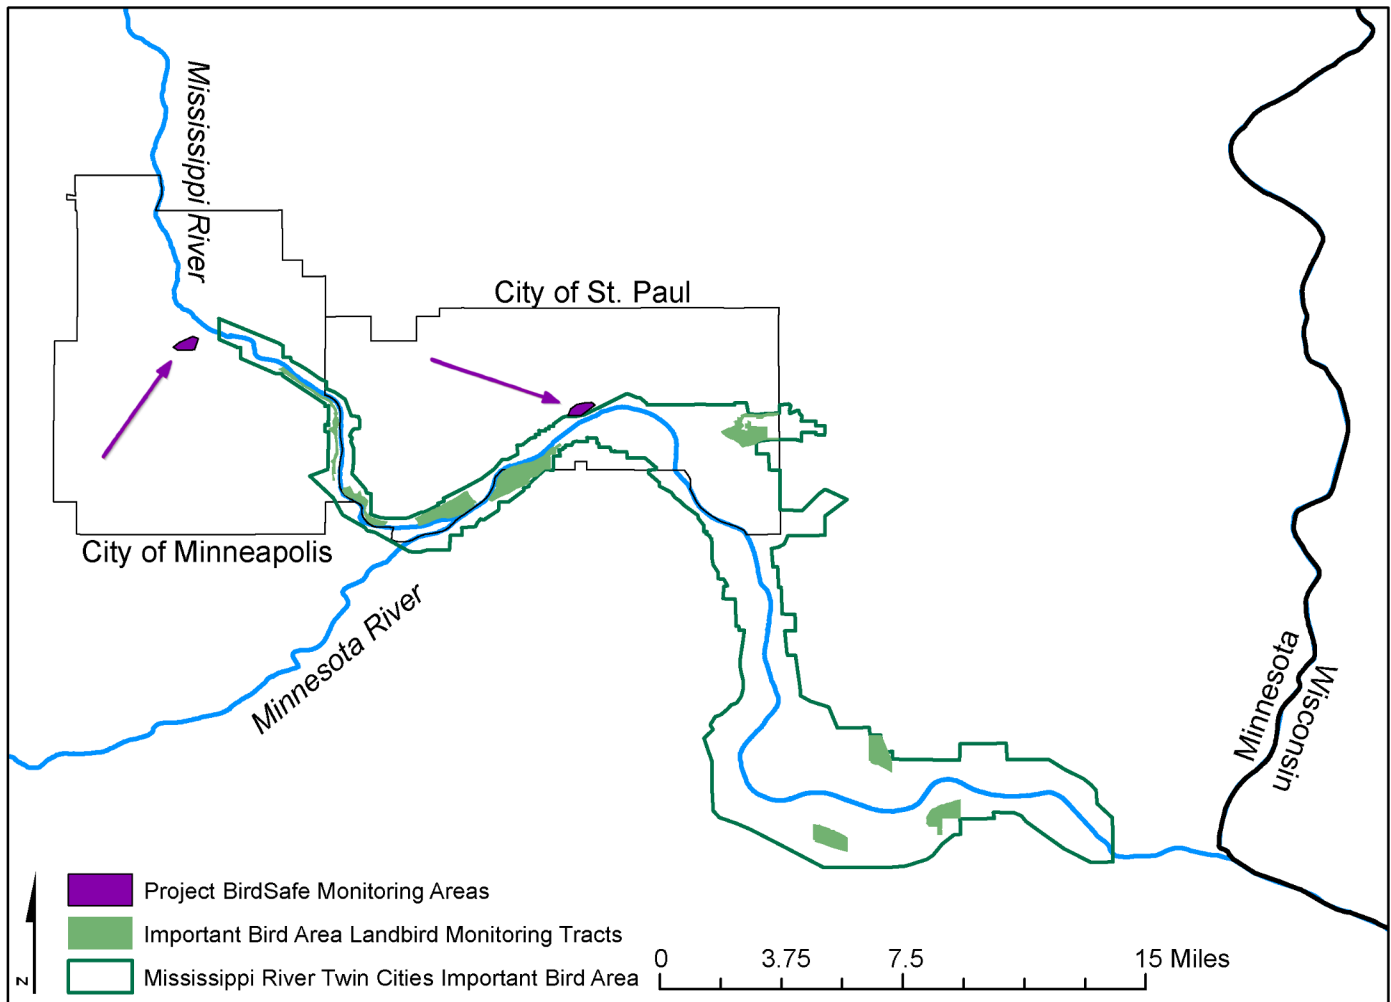 Mississippi River
City of St. Paul
City of Minneapolis
Minnesota River
Minnesota
Wisconsin
Project BirdSafe Monitoring Areas
Important Bird Area Landbird Monitoring Tracts
Mississippi River Twin Cities Important Bird Area
N
0 3.75 7.5 15 Miles